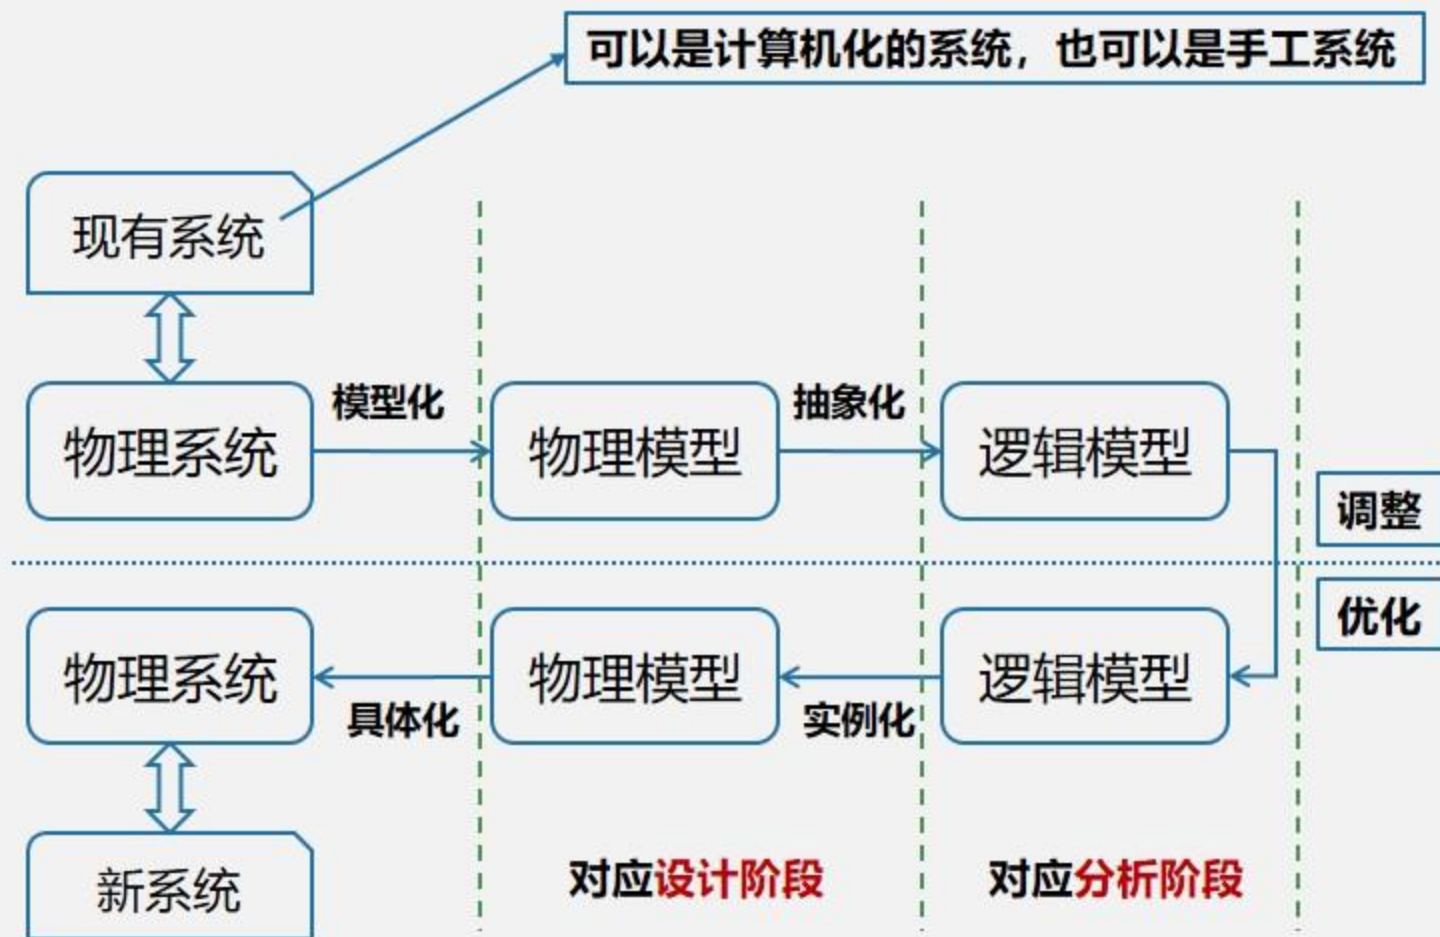 可以是计算机化的系统，也可以是手工系统
现有系统
模型化
抽象化
物理系统
物理模型
逻辑模型
调整
优化
物理系统
物理模型
逻辑模型
具体化
实例化
新系统
对应设计阶段
对应分析阶段